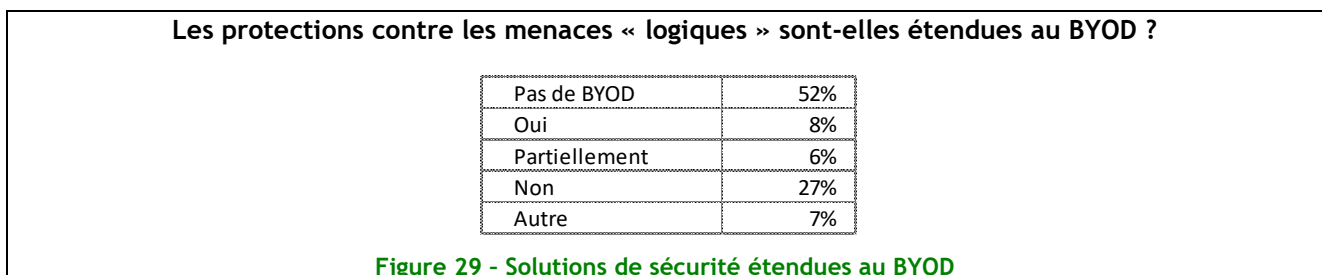 Les protections contre les menaces « logiques » sont-elles étendues au BYOD ?
Pas de BYOD 52%
Oui 8%
Partiellement 6%
Non 27%
Autre 7%
Figure 29 – Solutions de sécurité étendues au BYOD